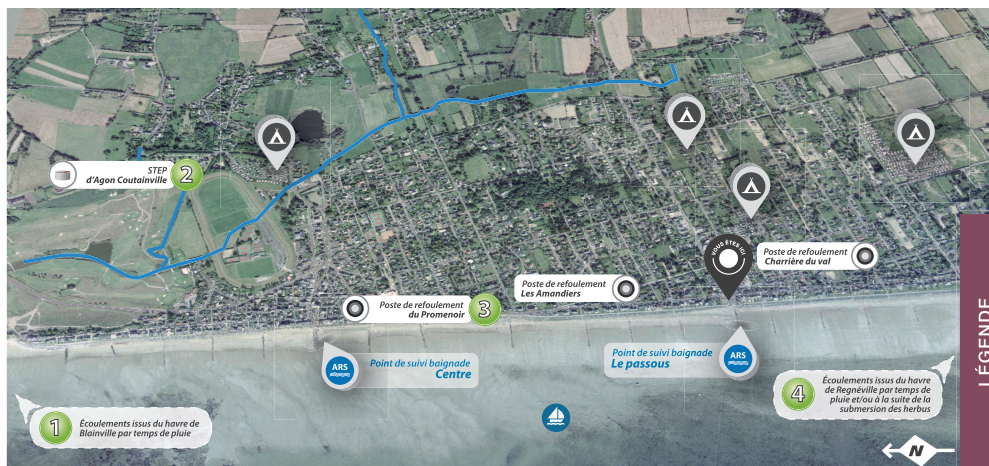 STEP
d'Agon Coutainville
2
VOUS ÊTES ICI
Poste de refoulement
Charrière du val
Poste de refoulement
Les Amandiers
Poste de refoulement
du Promenoir
3
ARS
Point de suivi baignade
Centre
Point de suivi baignade
Le passous
ARS
1
Écoulements issus du havre de
Blainville par temps de pluie
4
Écoulements issus du havre
de Regnéville par temps de
pluie et/ou à la suite de la
submersion des herbus
N
LÉGENDE